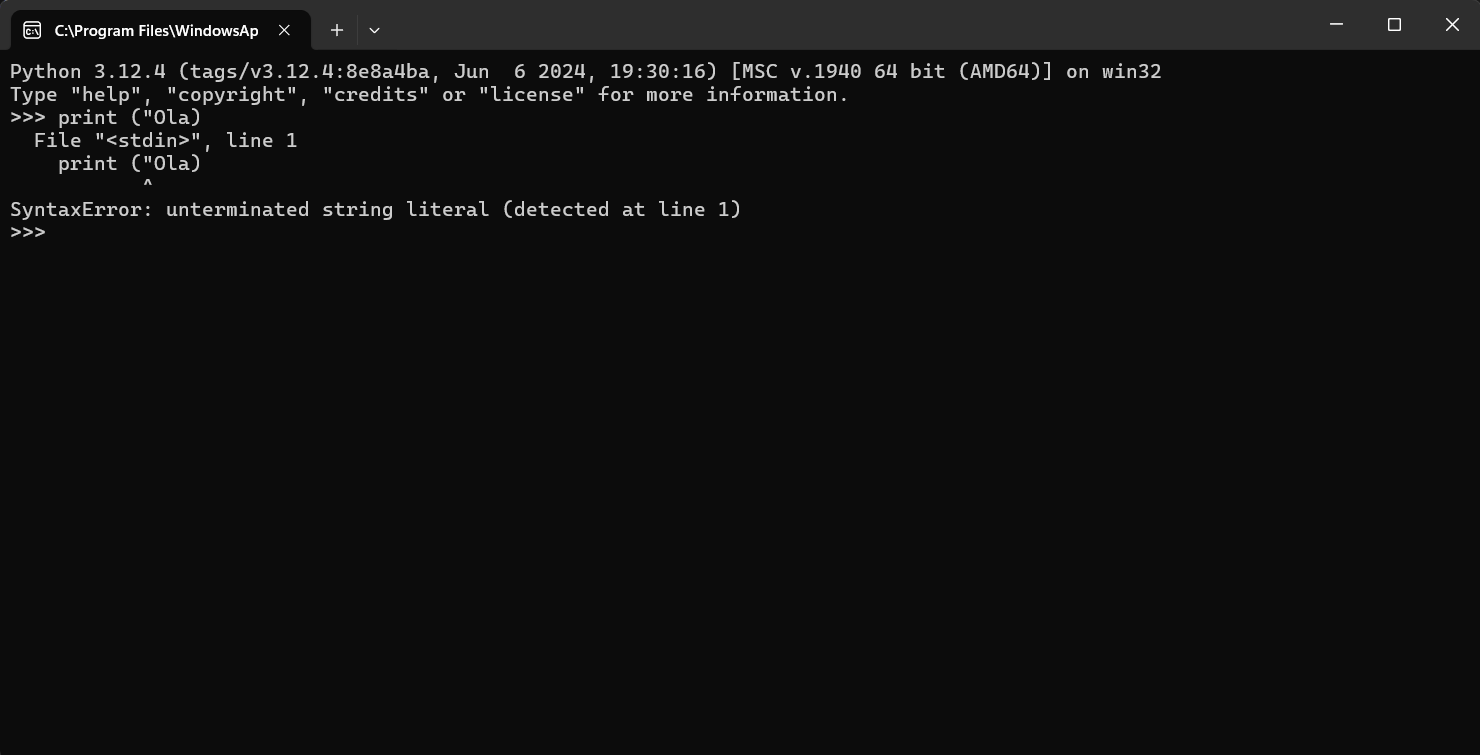 C:\Program Files\WindowsAp
Python 3.12.4 (tags/v3.12.4:8e8a4ba, Jun  6 2024, 19:30:16) [MSC v.1940 64 bit (AMD64)] on win32
Type "help", "copyright", "credits" or "license" for more information.
>>> print ("Ola)
  File "<stdin>", line 1
    print ("Ola)
           ^
SyntaxError: unterminated string literal (detected at line 1)
>>>